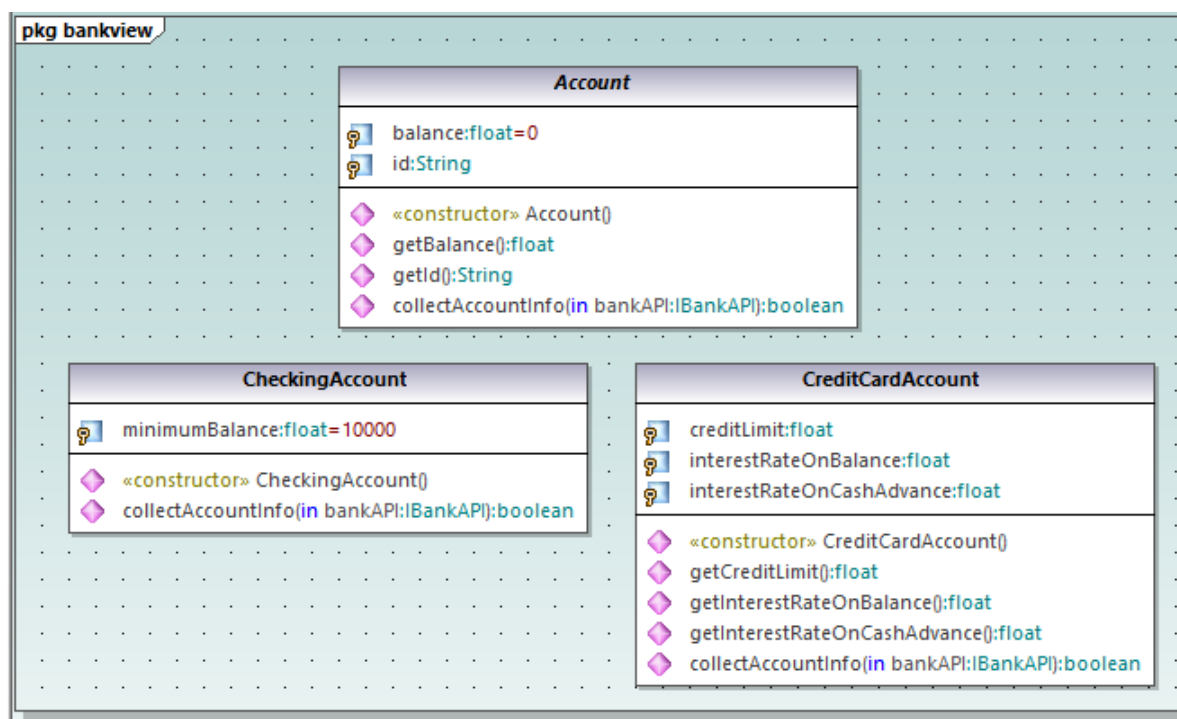 pkg bankview
Account
balance:float=0
id:String
«constructor» Account()
getBalance():float
getId():String
collectAccountInfo(in bankAPI:IBankAPI):boolean
CheckingAccount
minimumBalance:float=10000
«constructor» CheckingAccount()
collectAccountInfo(in bankAPI:IBankAPI):boolean
CreditCardAccount
creditLimit:float
interestRateOnBalance:float
interestRateOnCashAdvance:float
«constructor» CreditCardAccount()
getCreditLimit():float
getInterestRateOnBalance():float
getInterestRateOnCashAdvance():float
collectAccountInfo(in bankAPI:IBankAPI):boolean